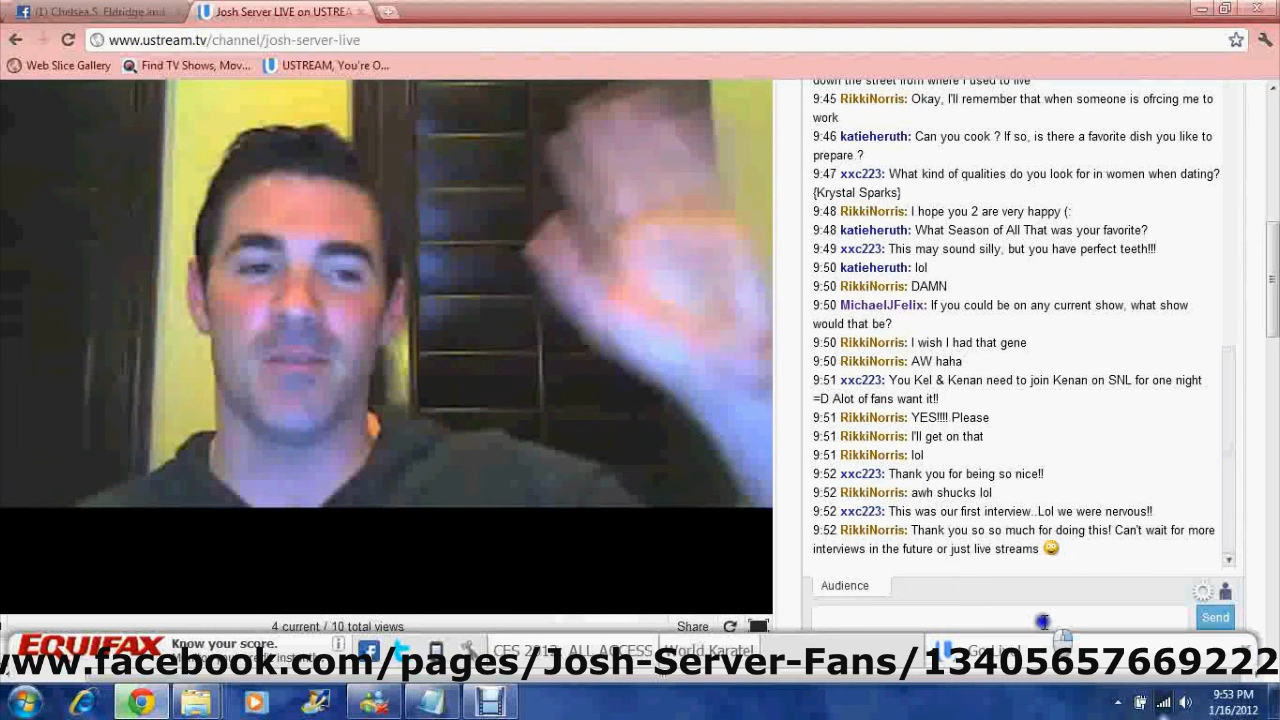 (1) Chelsea S. Eldridge and
Josh Server LIVE on USTREA
www.ustream.tv/channel/josh-server-live
Web Slice Gallery
Find TV Shows, Mov...
USTREAM, You're O...
down the street from where I used to live
9:45 RikkiNorris: Okay, I'll remember that when someone is ofrcing me to
work
9:46 katieheruth: Can you cook ? If so, is there a favorite dish you like to
prepare ?
9:47 xxc223: What kind of qualities do you look for in women when dating?
{Krystal Sparks}
9:48 RikkiNorris: I hope you 2 are very happy (:
9:48 katieheruth: What Season of All That was your favorite?
9:49 xxc223: This may sound silly, but you have perfect teeth!!!
9:50 katieheruth: lol
9:50 RikkiNorris: DAMN
9:50 MichaelJFelix: If you could be on any current show, what show
would that be?
9:50 RikkiNorris: I wish I had that gene
9:50 RikkiNorris: AW haha
9:51 xxc223: You Kel & Kenan need to join Kenan on SNL for one night
=D Alot of fans want it!!
9:51 RikkiNorris: YES!!!! Please
9:51 RikkiNorris: I'll get on that
9:51 RikkiNorris: lol
9:52 xxc223: Thank you for being so nice!!
9:52 RikkiNorris: awh shucks lol
9:52 xxc223: This was our first interview..Lol we were nervous!!
9:52 RikkiNorris: Thank you so so much for doing this! Can't wait for more
interviews in the future or just live streams
Audience
Send
4 current / 10 total views
Share
EQUIFAX
Know your score.
CES 2012: ALL ACCESS
World Karate
www.facebook.com/pages/Josh-Server-Fans/13405657669222
9:53 PM
1/16/2012